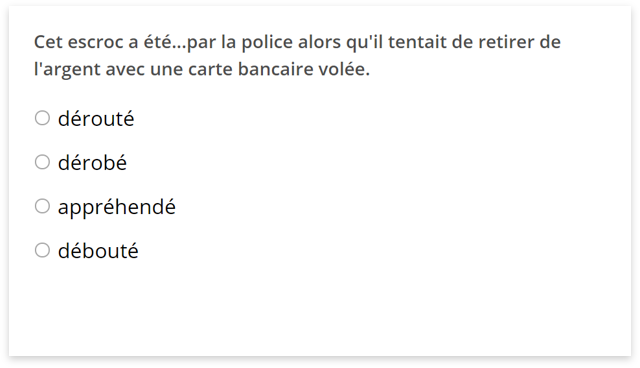 Cet escroc a été...par la police alors qu'il tentait de retirer de
l'argent avec une carte bancaire volée.
dérouté
dérobé
appréhendé
débouté